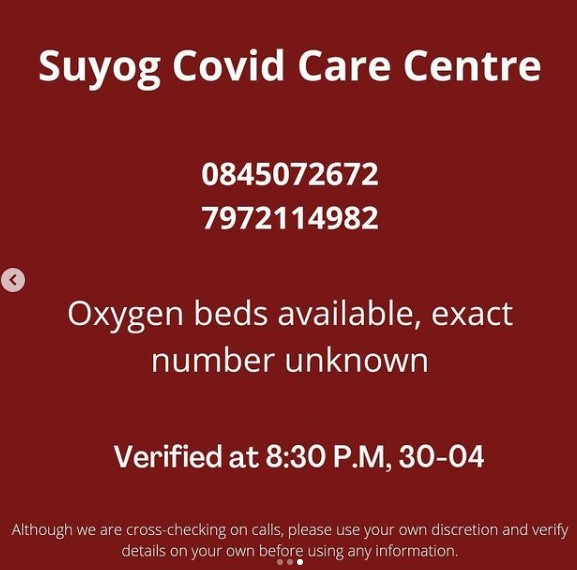 Suyog Covid Care Centre
0845072672
7972114982
Oxygen beds available, exact
number unknown
Verified at 8:30 P.M, 30-04
Although we are cross-checking on calls, please use your own discretion and verify
details on your own before using any information.